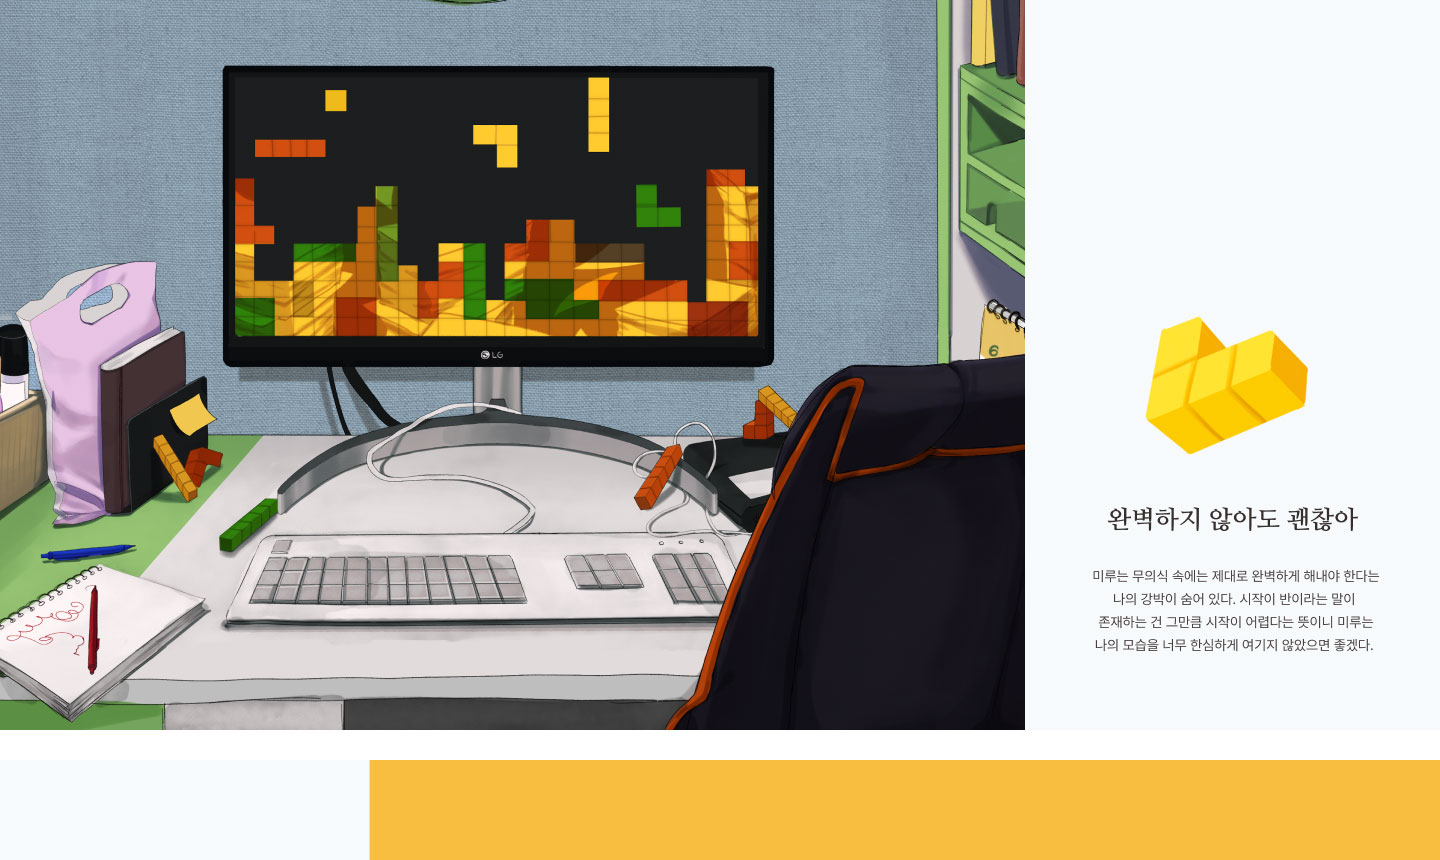 LG
6
완벽하지 않아도 괜찮아
미루는 무의식 속에는 제대로 완벽하게 해내야 한다는
나의 강박이 숨어 있다. 시작이 반이라는 말이
존재하는 건 그만큼 시작이 어렵다는 뜻이니 미루는
나의 모습을 너무 한심하게 여기지 않았으면 좋겠다.